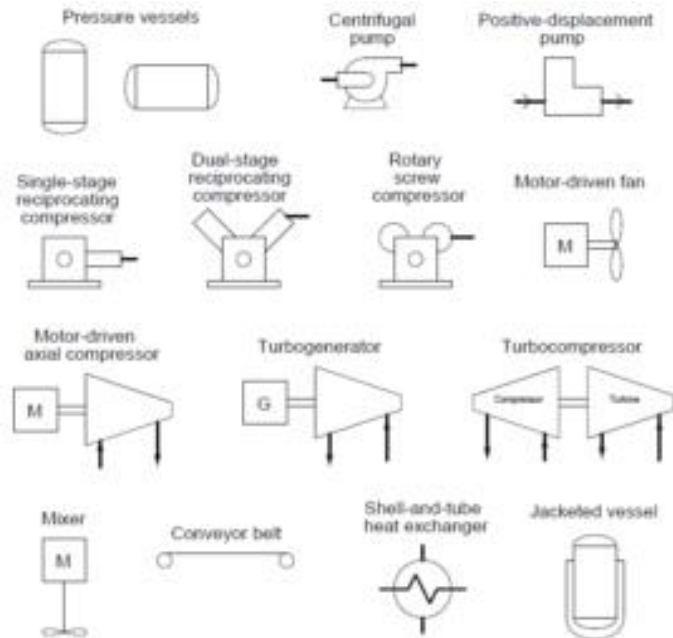 Pressure vessels
Centrifugal
pump
Positive-displacement
pump
Single-stage
reciprocating
compressor
Dual-stage
reciprocating
compressor
Rotary
screw
compressor
Motor-driven fan
M
Motor-driven
axial compressor
M
Turbogenerator
G
Turbocompressor
Compressor
Turbine
Mixer
M
Conveyor belt
Shell-and-tube
heat exchanger
Jacketed vessel